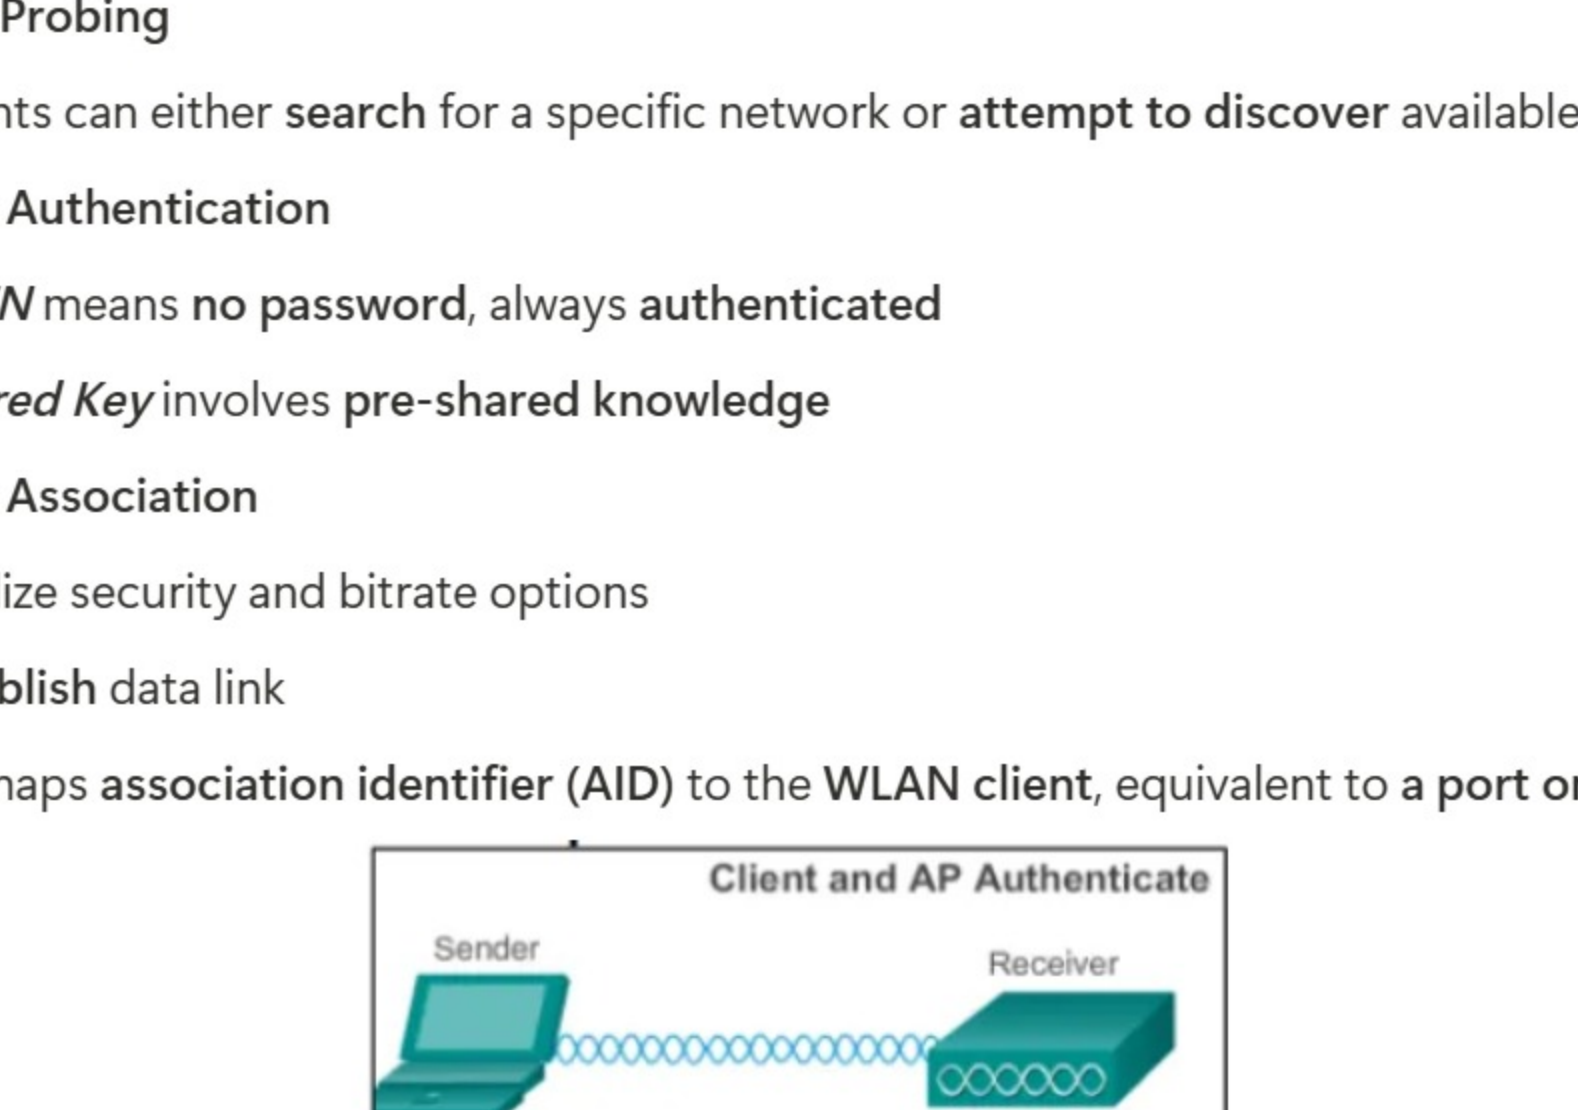 Probing
nts can either search for a specific network or attempt to discover available
Authentication
N means no password, always authenticated
red Key involves pre-shared knowledge
Association
ize security and bitrate options
blish data link
maps association identifier (AID) to the WLAN client, equivalent to a port or
Client and AP Authenticate
Sender
Receiver